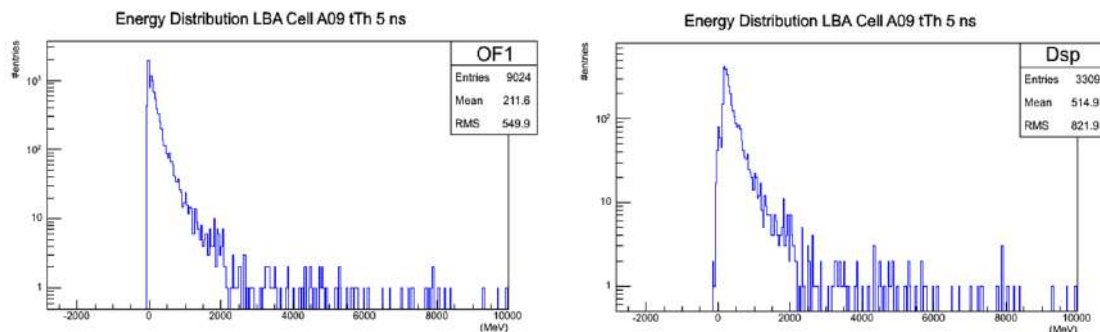 Energy Distribution LBA Cell A09 tTh 5 ns
#entries
OF1
Entries 9024
Mean 211.6
RMS 549.9
10³
10²
10
1
-2000 0 2000 4000 6000 8000 10000
(MeV)
Energy Distribution LBA Cell A09 tTh 5 ns
#entries
Dsp
Entries 3309
Mean 514.9
RMS 821.9
10²
10
1
-2000 0 2000 4000 6000 8000 10000
(MeV)